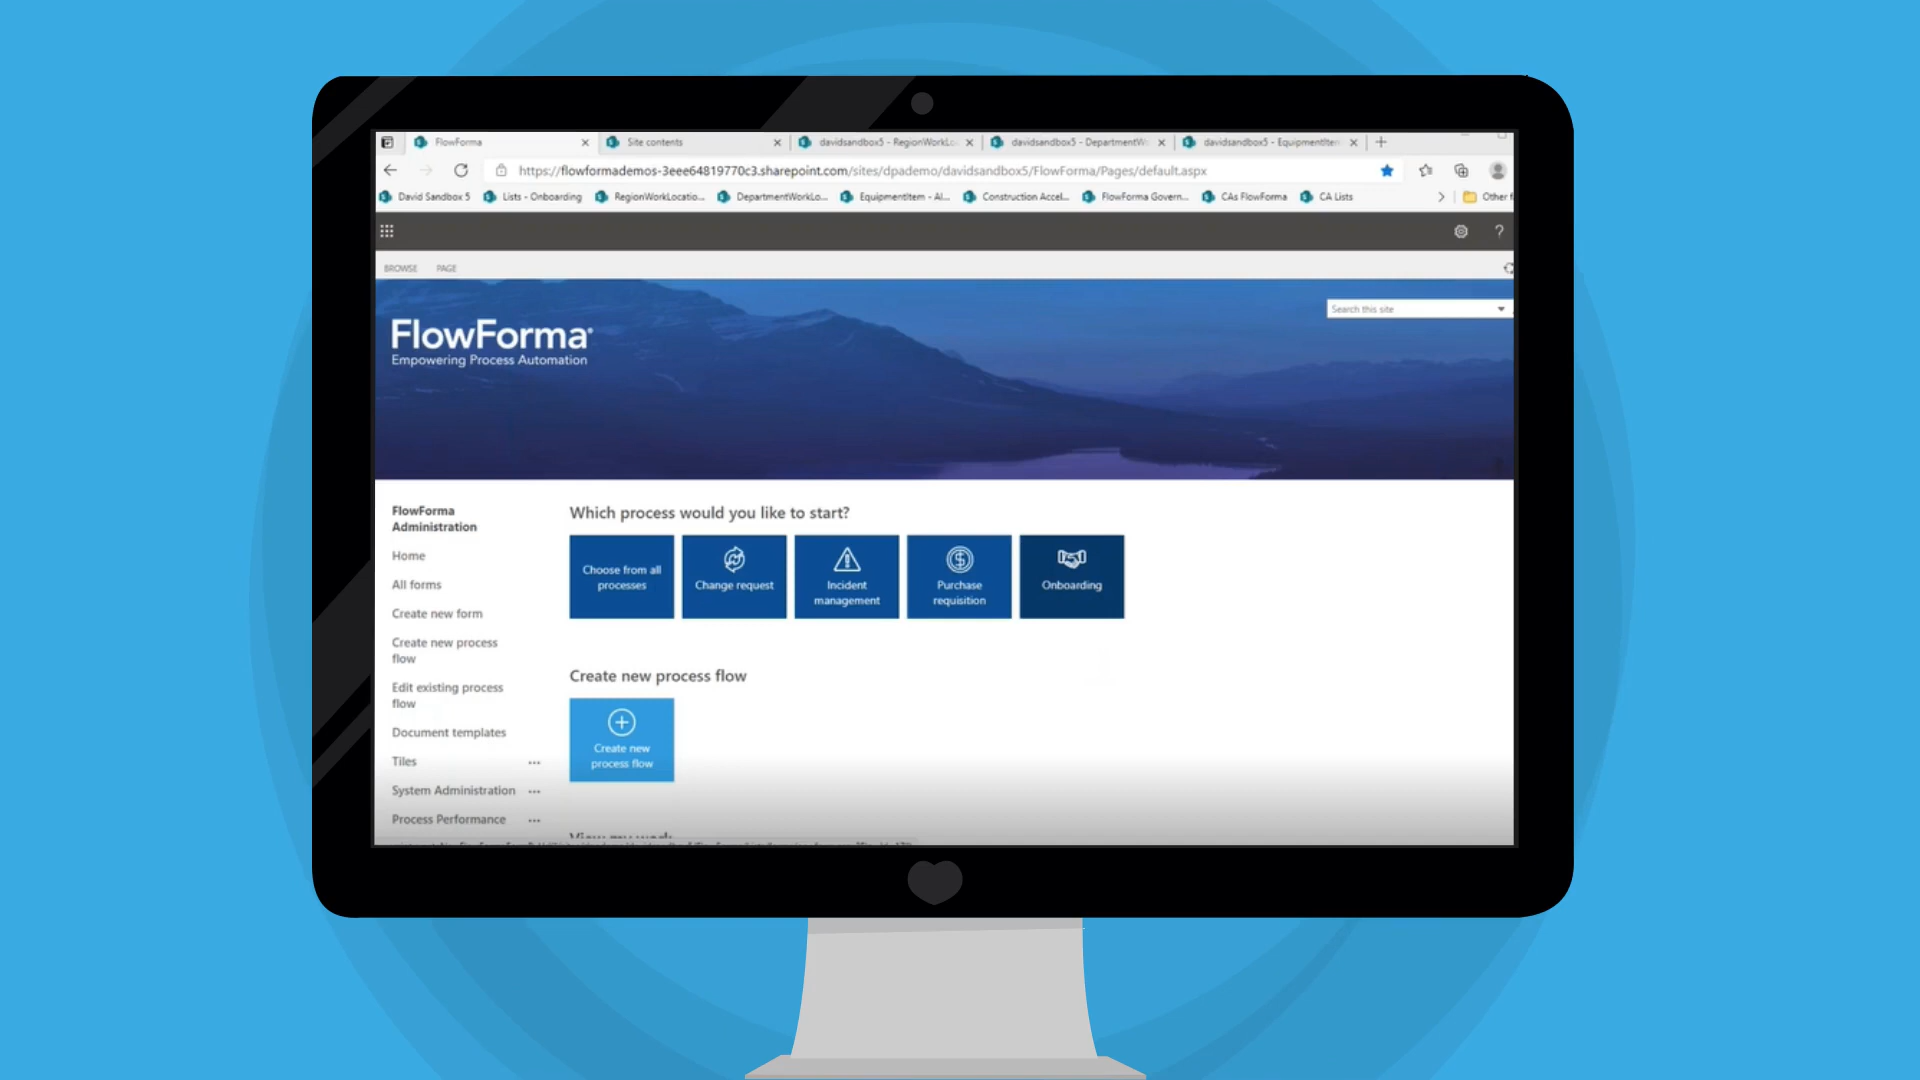 FlowForma
Site contents
davidsandbox5 - RegionWorkLo
davidsandbox5 - DepartmentW
davidsandbox5 - EquipmentIten
https://flowformademos-3eee64819770c3.sharepoint.com/sites/dpademo/davidsandbox5/FlowForma/Pages/default.aspx
David Sandbox 5
Lists - Onboarding
RegionWorkLocatio...
DepartmentWorkLo...
EquipmentItem - Al...
Construction Accel...
FlowForma Govern...
CAs FlowForma
CA Lists
Other f
BROWSE
PAGE
Search this site
FlowForma®
Empowering Process Automation
FlowForma
Administration
Home
All forms
Create new form
Create new process
flow
Edit existing process
flow
Document templates
Tiles
System Administration
Process Performance
Which process would you like to start?
Choose from all
processes
Change request
Incident
management
Purchase
requisition
Onboarding
Create new process flow
Create new
process flow
View my work